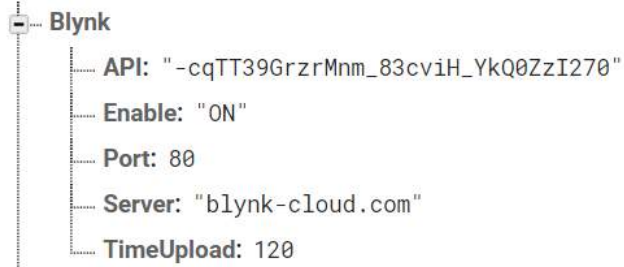 Blynk
API: "-cqTT39GrzrMnm_83cviH_YkQ0ZzI270"
Enable: "ON"
Port: 80
Server: "blynk-cloud.com"
TimeUpload: 120